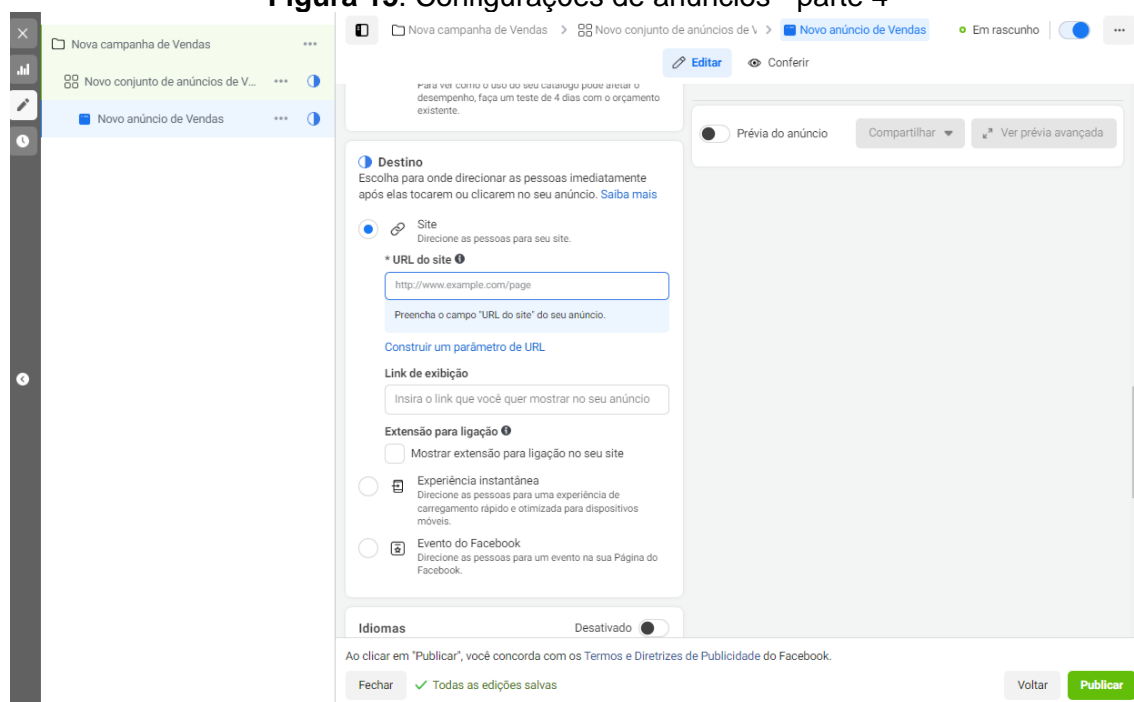 Figura 15. Configurações de anúncios - parte 4
Nova campanha de Vendas
Novo conjunto de anúncios de V...
Novo anúncio de Vendas
Nova campanha de Vendas > Novo conjunto de anúncios de V > Novo anúncio de Vendas
Em rascunho
Editar
Conferir
Para ver como o uso do seu catálogo pode afetar o
desempenho, faça um teste de 4 dias com o orçamento
existente.
Prévia do anúncio
Compartilhar
Ver prévia avançada
Destino
Escolha para onde direcionar as pessoas imediatamente
após elas tocarem ou clicarem no seu anúncio. Saiba mais
Site
Direcione as pessoas para seu site.
* URL do site
http://www.example.com/page
Preencha o campo "URL do site" do seu anúncio.
Construir um parâmetro de URL
Link de exibição
Insira o link que você quer mostrar no seu anúncio
Extensão para ligação
Mostrar extensão para ligação no seu site
Experiência instantânea
Direcione as pessoas para uma experiência de
carregamento rápido e otimizada para dispositivos
móveis.
Evento do Facebook
Direcione as pessoas para um evento na sua Página do
Facebook.
Idiomas
Desativado
Ao clicar em "Publicar", você concorda com os Termos e Diretrizes de Publicidade do Facebook.
Fechar
Todas as edições salvas
Voltar
Publicar